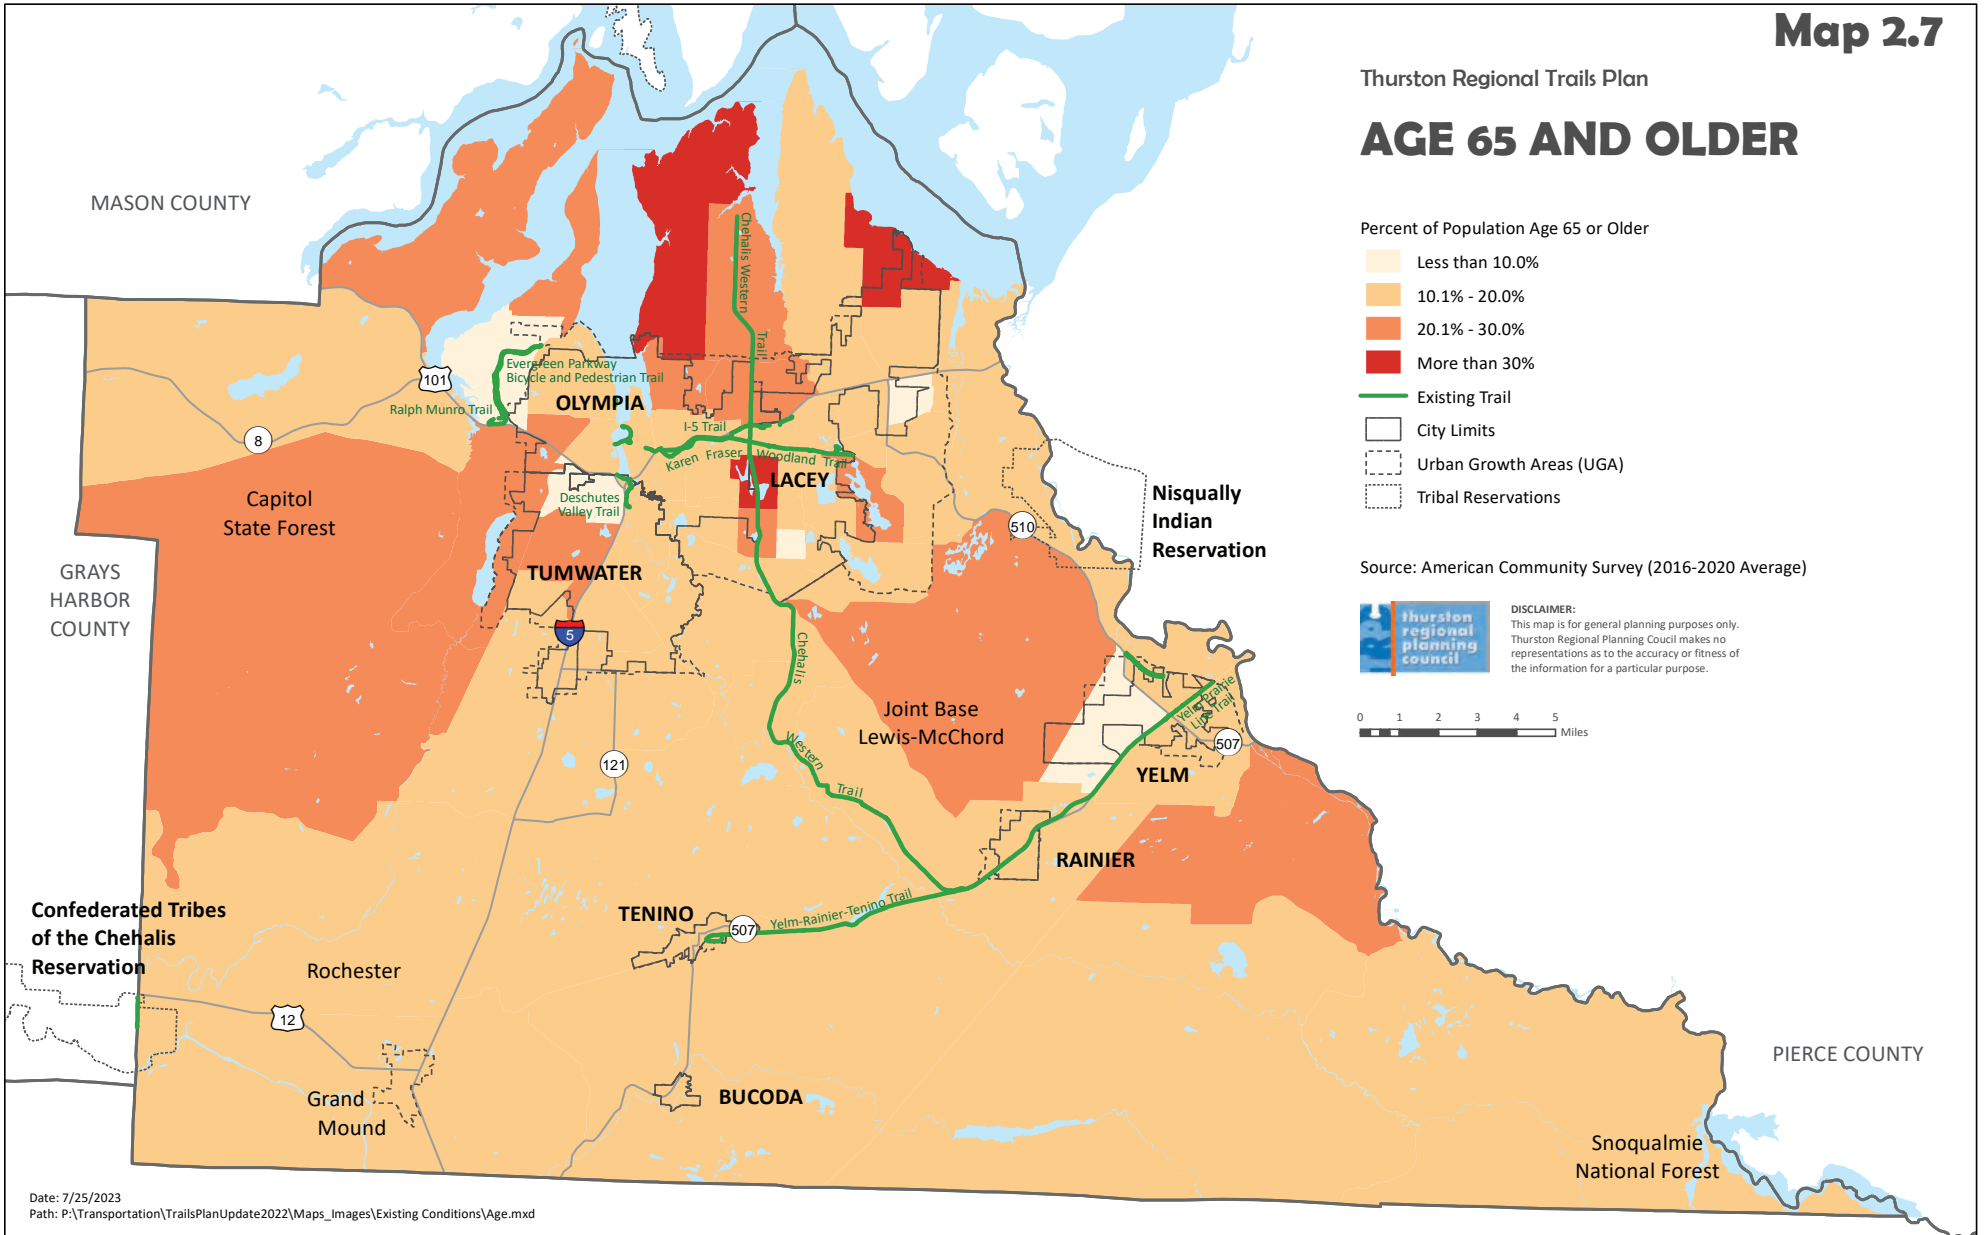 Map 2.7
Thurston Regional Trails Plan
AGE 65 AND OLDER
Percent of Population Age 65 or Older
Less than 10.0%
10.1% - 20.0%
20.1% - 30.0%
More than 30%
Existing Trail
City Limits
Urban Growth Areas (UGA)
Tribal Reservations
Source: American Community Survey (2016-2020 Average)
thurston
regional
planning
council
DISCLAIMER:
This map is for general planning purposes only.
Thurston Regional Planning Coucil makes no
representations as to the accuracy or fitness of
the information for a particular purpose.
0 1 2 3 4 5
Miles
MASON COUNTY
Chehalis Western
Trail
Evergreen Parkway
Bicycle and Pedestrian Trail
101
Ralph Munro Trail
OLYMPIA
8
I-5 Trail
Karen Fraser Woodland Trail
LACEY
Capitol
State Forest
Deschutes
Valley Trail
Nisqually
Indian
Reservation
510
GRAYS
HARBOR
COUNTY
TUMWATER
5
Chehalis
Western
Trail
Joint Base
Lewis-McChord
Yelm Prairie
Line Trail
507
YELM
121
RAINIER
TENINO
507
Yelm-Rainier-Tenino Trail
Confederated Tribes
of the Chehalis
Reservation
Rochester
12
Grand
Mound
BUCODA
PIERCE COUNTY
Snoqualmie
National Forest
Date: 7/25/2023
Path: P:\Transportation\TrailsPlanUpdate2022\Maps_Images\Existing Conditions\Age.mxd